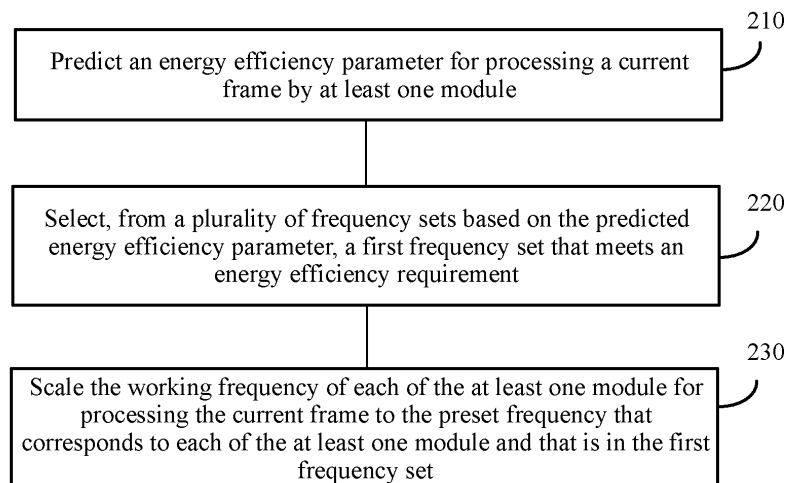 210
Predict an energy efficiency parameter for processing a current
frame by at least one module
220
Select, from a plurality of frequency sets based on the predicted
energy efficiency parameter, a first frequency set that meets an
energy efficiency requirement
230
Scale the working frequency of each of the at least one module for
processing the current frame to the preset frequency that
corresponds to each of the at least one module and that is in the first
frequency set